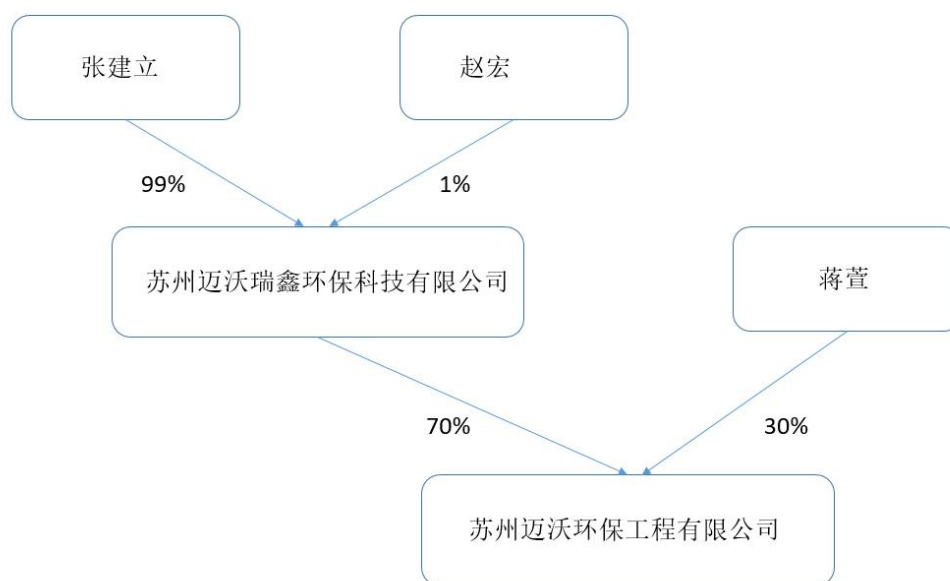 张建立
赵宏
99%
1%
苏州迈沃瑞鑫环保科技有限公司
蒋萱
70%
30%
苏州迈沃环保工程有限公司